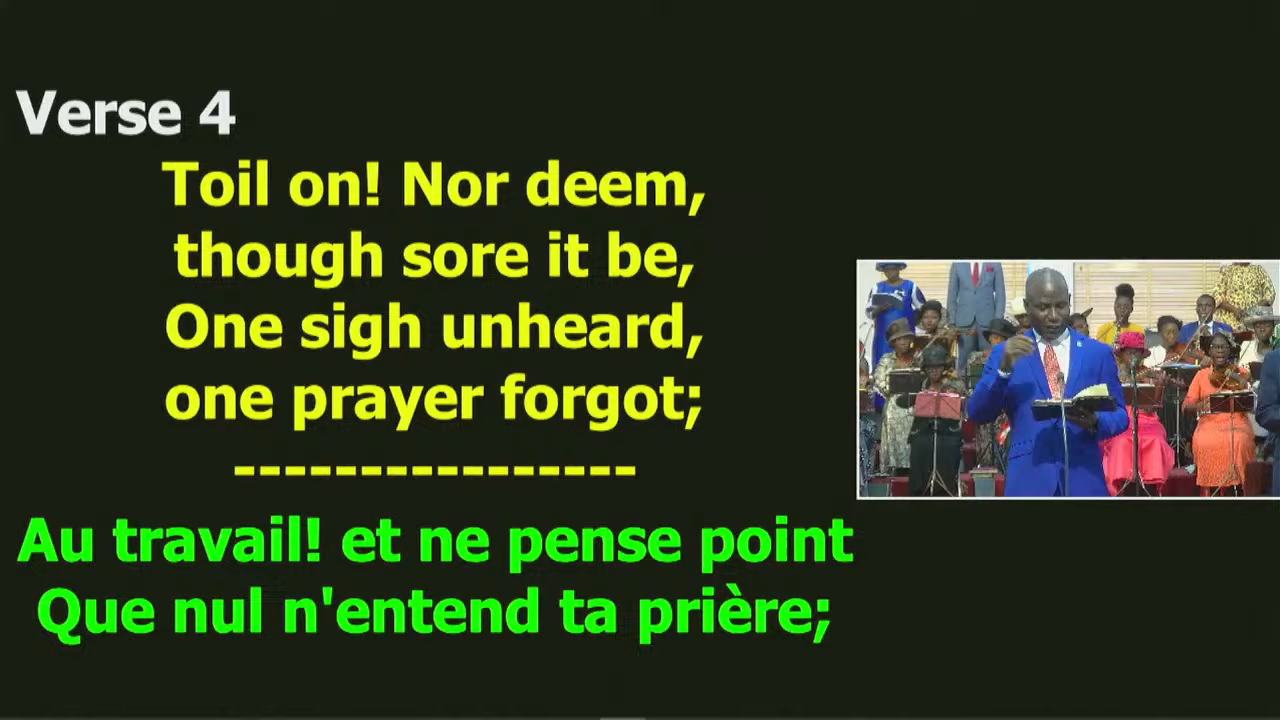 Verse 4
Toil on! Nor deem,
though sore it be,
One sigh unheard,
one prayer forgot;
----------------
Au travail! et ne pense point
Que nul n'entend ta prière;